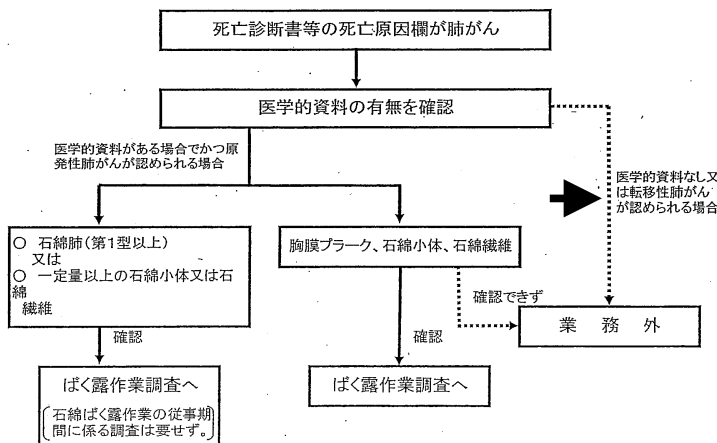 死亡診断書等の死亡原因欄が肺がん
医学的資料の有無を確認
医学的資料がある場合でかつ原
発性肺がんが認められる場合
医学的資料なし又
は転移性肺がん
が認められる場合
○ 石綿肺(第1型以上)
又は
○ 一定量以上の石綿小体又は石
綿
繊維
胸膜プラーク、石綿小体、石綿繊維
確認できず
業 務 外
確認
確認
ばく露作業調査へ
(石綿ばく露作業の従事期
間に係る調査は要せず。)
ばく露作業調査へ